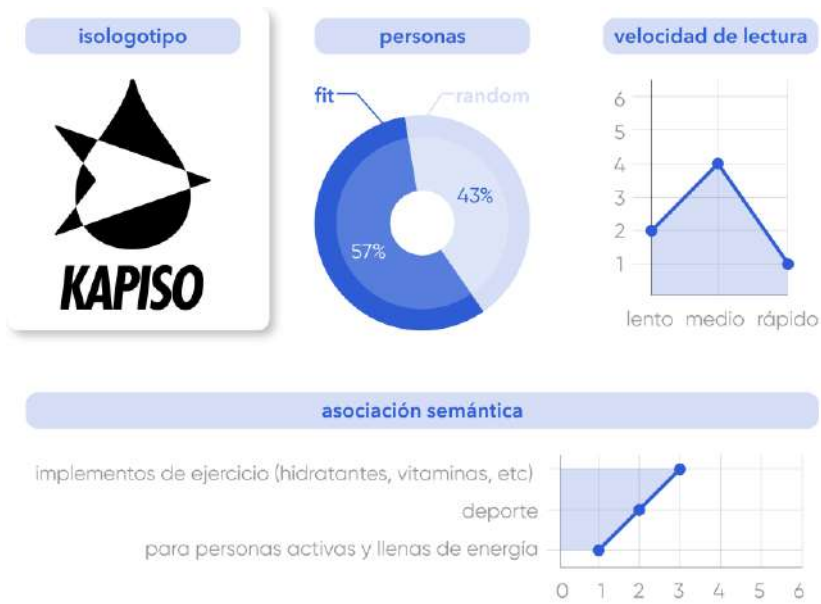 isologotipo
personas
velocidad de lectura
KAPISO
fit
random
43%
57%
6
5
4
3
2
1
lento medio rápido
asociación semántica
implementos de ejercicio (hidratantes, vitaminas, etc)
deporte
para personas activas y llenas de energía
0 1 2 3 4 5 6